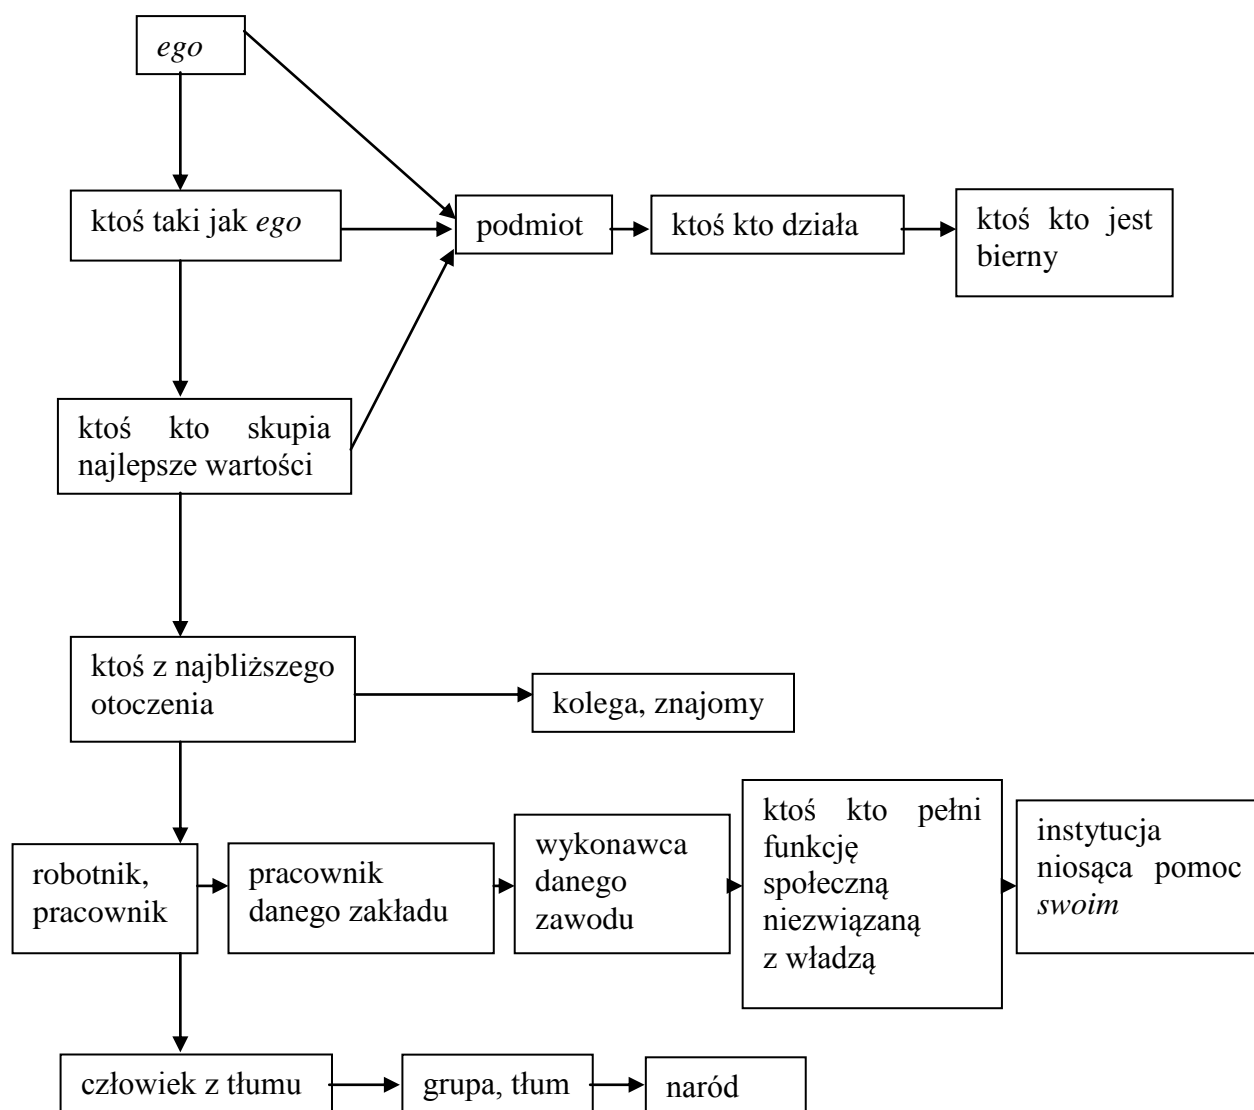 ego
ktoś taki jak ego
podmiot
ktoś kto działa
ktoś kto jest
bierny
ktoś kto skupia
najlepsze wartości
ktoś z najbliższego
otoczenia
kolega, znajomy
robotnik,
pracownik
pracownik
danego zakładu
wykonawca
danego
zawodu
ktoś kto pełni
funkcję
społeczną
niezwiązaną
z władzą
instytucja
niosąca pomoc
swoim
człowiek z tłumu
grupa, tłum
naród